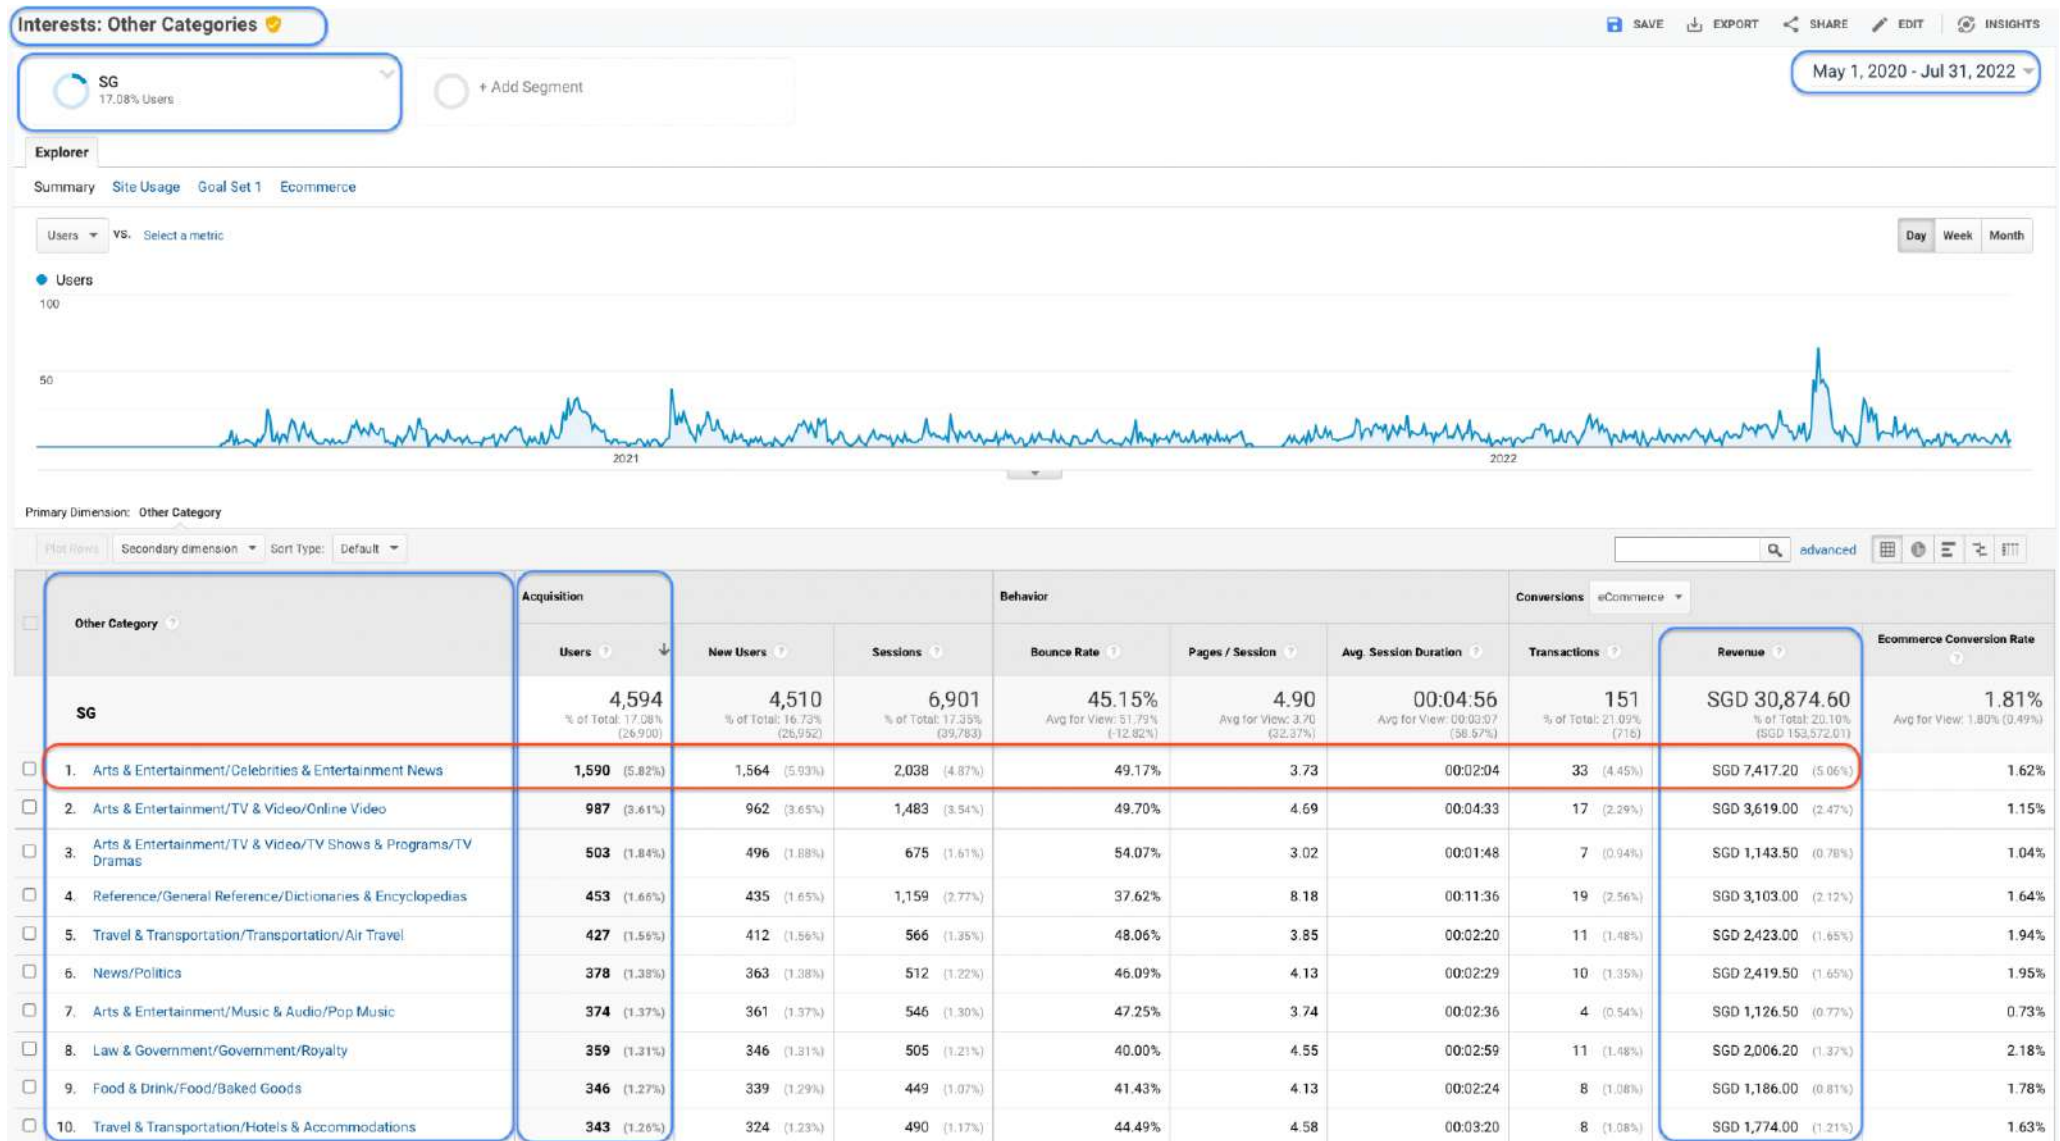 Interests: Other Categories
SAVE EXPORT SHARE EDIT INSIGHTS
SG
17.08% Users
+ Add Segment
May 1, 2020 - Jul 31, 2022
Explorer
Summary Site Usage Goal Set 1 Ecommerce
Users VS. Select a metric
Day Week Month
Users
100
50
2021 2022
Primary Dimension: Other Category
Plot Rows Secondary dimension Sort Type: Default advanced
Other Category Acquisition Behavior Conversions eCommerce
Users New Users Sessions Bounce Rate Pages / Session Avg. Session Duration Transactions Revenue Ecommerce Conversion Rate
SG 4,594 4,510 6,901 45.15% 4.90 00:04:56 151 SGD 30,874.60 1.81%
% of Total: 17.08% % of Total: 16.73% % of Total: 17.35% Avg for View: 51.79% Avg for View: 3.70 Avg for View: 00:03:07 % of Total: 21.09% % of Total: 20.10% Avg for View: 1.80% (0.49%)
(26,900) (26,952) (39,783) (-12.82%) (32.37%) (58.57%) (716) (SGD 153,572.01)
1. Arts & Entertainment/Celebrities & Entertainment News 1,590 (5.82%) 1,564 (5.93%) 2,038 (4.87%) 49.17% 3.73 00:02:04 33 (4.45%) SGD 7,417.20 (5.06%) 1.62%
2. Arts & Entertainment/TV & Video/Online Video 987 (3.61%) 962 (3.65%) 1,483 (3.54%) 49.70% 4.69 00:04:33 17 (2.29%) SGD 3,619.00 (2.47%) 1.15%
3. Arts & Entertainment/TV & Video/TV Shows & Programs/TV Dramas 503 (1.84%) 496 (1.88%) 675 (1.61%) 54.07% 3.02 00:01:48 7 (0.94%) SGD 1,143.50 (0.78%) 1.04%
4. Reference/General Reference/Dictionaries & Encyclopedias 453 (1.66%) 435 (1.65%) 1,159 (2.77%) 37.62% 8.18 00:11:36 19 (2.56%) SGD 3,103.00 (2.12%) 1.64%
5. Travel & Transportation/Transportation/Air Travel 427 (1.56%) 412 (1.56%) 566 (1.35%) 48.06% 3.85 00:02:20 11 (1.48%) SGD 2,423.00 (1.65%) 1.94%
6. News/Politics 378 (1.38%) 363 (1.38%) 512 (1.22%) 46.09% 4.13 00:02:29 10 (1.35%) SGD 2,419.50 (1.65%) 1.95%
7. Arts & Entertainment/Music & Audio/Pop Music 374 (1.37%) 361 (1.37%) 546 (1.30%) 47.25% 3.74 00:02:36 4 (0.54%) SGD 1,126.50 (0.77%) 0.73%
8. Law & Government/Government/Royalty 359 (1.31%) 346 (1.31%) 505 (1.21%) 40.00% 4.55 00:02:59 11 (1.48%) SGD 2,006.20 (1.37%) 2.18%
9. Food & Drink/Food/Baked Goods 346 (1.27%) 339 (1.29%) 449 (1.07%) 41.43% 4.13 00:02:24 8 (1.08%) SGD 1,186.00 (0.81%) 1.78%
10. Travel & Transportation/Hotels & Accommodations 343 (1.26%) 324 (1.23%) 490 (1.17%) 44.49% 4.58 00:03:20 8 (1.08%) SGD 1,774.00 (1.21%) 1.63%